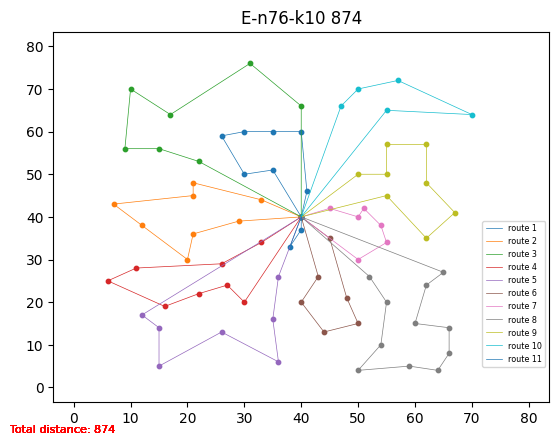 E-n76-k10 874
80
70
60
50
40
30
20
10
0
0 10 20 30 40 50 60 70 80
route 1
route 2
route 3
route 4
route 5
route 6
route 7
route 8
route 9
route 10
route 11
Total distance: 874